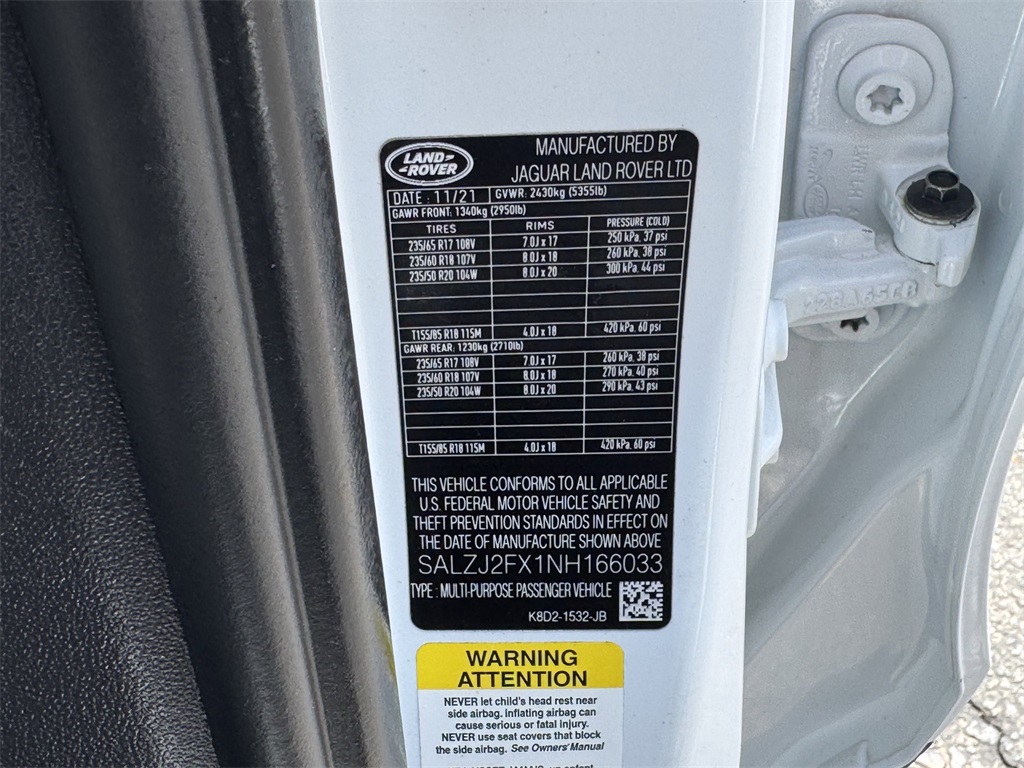 LAND-
-ROVER
MANUFACTURED BY
JAGUAR LAND ROVER LTD
DATE : 11/21 GVWR: 2430kg (5355lb)
GAWR FRONT: 1340kg (2950lb)
TIRES RIMS PRESSURE (COLD)
235/65 R17 108V 7.0J x 17 250 kPa, 37 psi
235/60 R18 107V 8.0J x 18 260 kPa, 38 psi
235/50 R20 104W 8.0J x 20 300 kPa, 44 psi
T155/85 R18 115M 4.0J x 18 420 kPa, 60 psi
GAWR REAR: 1230kg (2710lb)
235/65 R17 108V 7.0J x 17 260 kPa, 38 psi
235/60 R18 107V 8.0J x 18 270 kPa, 40 psi
235/50 R20 104W 8.0J x 20 290 kPa, 43 psi
T155/85 R18 115M 4.0J x 18 420 kPa, 60 psi
THIS VEHICLE CONFORMS TO ALL APPLICABLE
U.S. FEDERAL MOTOR VEHICLE SAFETY AND
THEFT PREVENTION STANDARDS IN EFFECT ON
THE DATE OF MANUFACTURE SHOWN ABOVE
SALZJ2FX1NH166033
TYPE : MULTI-PURPOSE PASSENGER VEHICLE
K8D2-1532-JB
WARNING
ATTENTION
NEVER let child's head rest near
side airbag. inflating airbag can
cause serious or fatal injury.
NEVER use seat covers that block
the side airbag. See Owners' Manual